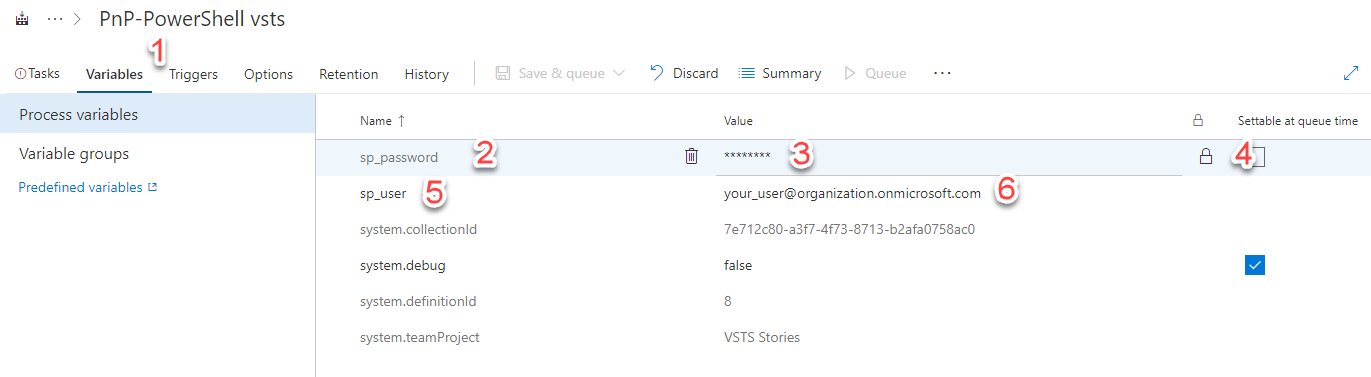 ··· > PnP-PowerShell vsts
1
Tasks Variables Triggers Options Retention History Save & queue Discard Summary Queue ···
Process variables
Variable groups
Predefined variables
Name ↑ Value Settable at queue time
sp_password 2 ******** 3 4
sp_user 5 your_user@organization.onmicrosoft.com 6
system.collectionId 7e712c80-a3f7-4f73-8713-b2afa0758ac0
system.debug false
system.definitionId 8
system.teamProject VSTS Stories